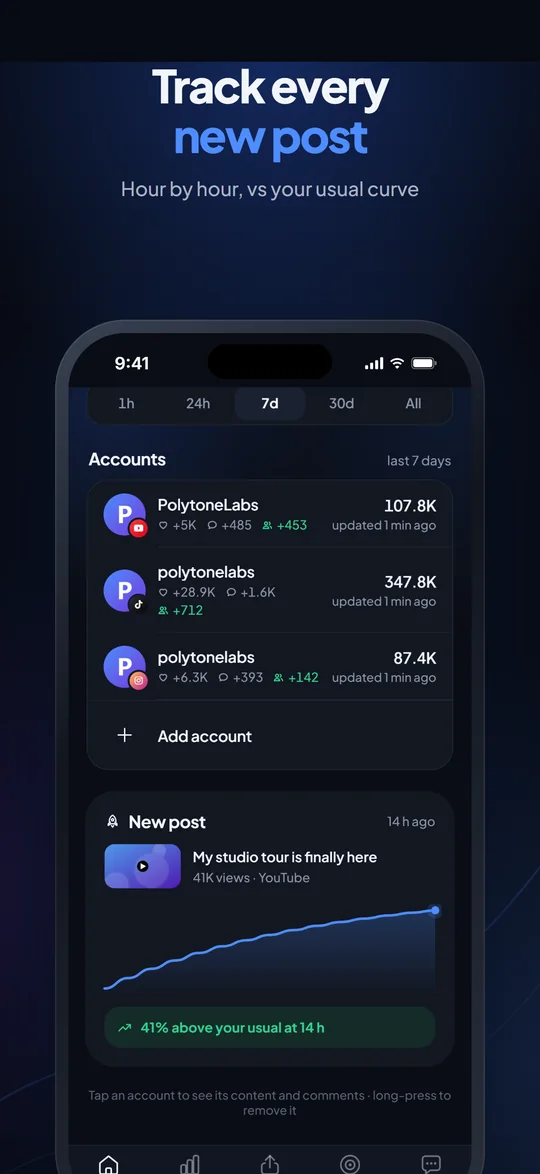 Track every
new post
Hour by hour, vs your usual curve
9:41
1h 24h 7d 30d All
Accounts last 7 days
P PolytoneLabs 107.8K
+5K +485 +453 updated 1 min ago
polytonelabs
P 347.8K
+28.9K +1.6K updated 1 min ago
+712
P polytonelabs 87.4K
+6.3K +393 +142 updated 1 min ago
+ Add account
New post 14 h ago
My studio tour is finally here
41K views · YouTube
41% above your usual at 14 h
Tap an account to see its content and comments · long-press to
remove it